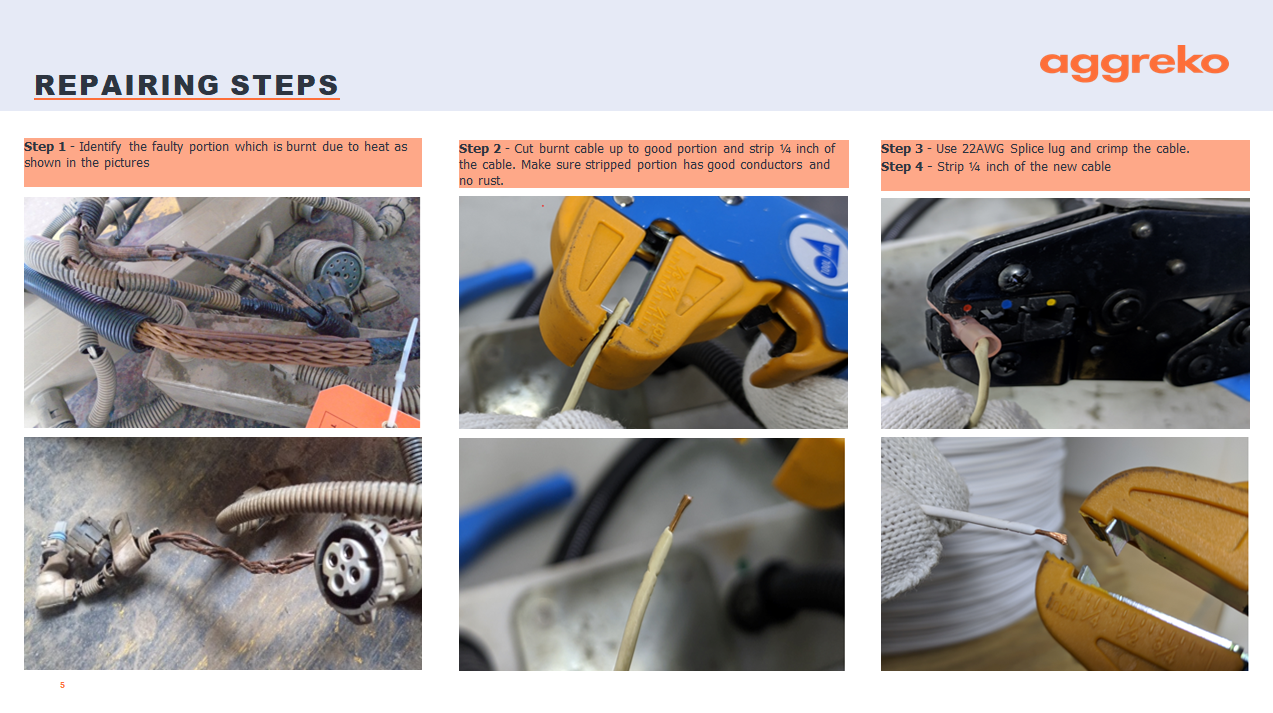 REPAIRING STEPS
aggreko
Step 1 - Identify the faulty portion which is burnt due to heat as
shown in the pictures
Step 2 - Cut burnt cable up to good portion and strip ¼ inch of
the cable. Make sure stripped portion has good conductors and
no rust.
Step 3 - Use 22AWG Splice lug and crimp the cable.
Step 4 - Strip ¼ inch of the new cable
5